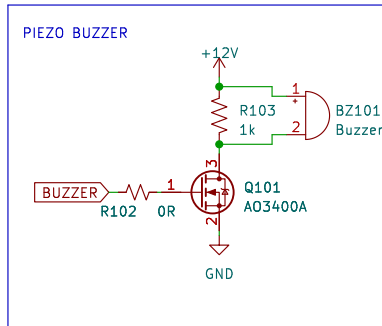 PIEZO BUZZER
+12V
R103
1k
1
+
2
BZ101
Buzzer
3
BUZZER
1
R102 0R
Q101
AO3400A
2
GND